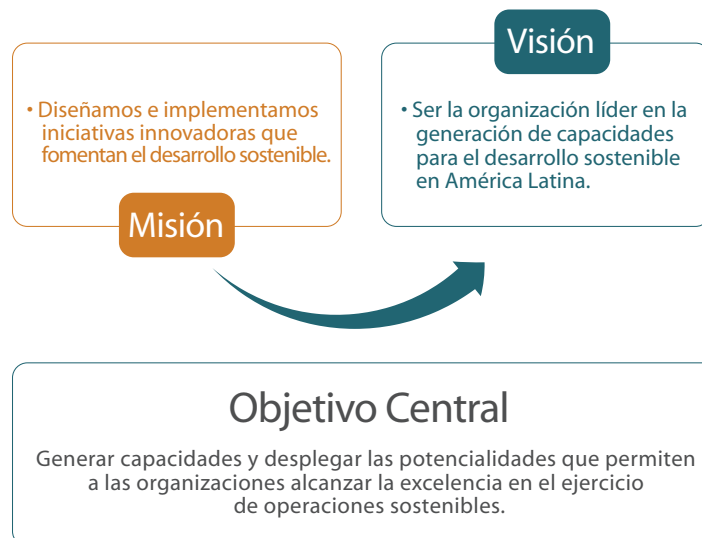 • Diseñamos e implementamos
iniciativas innovadoras que
fomentan el desarrollo sostenible.
Misión
Visión
• Ser la organización líder en la
generación de capacidades
para el desarrollo sostenible
en América Latina.
Objetivo Central
Generar capacidades y desplegar las potencialidades que permiten
a las organizaciones alcanzar la excelencia en el ejercicio
de operaciones sostenibles.